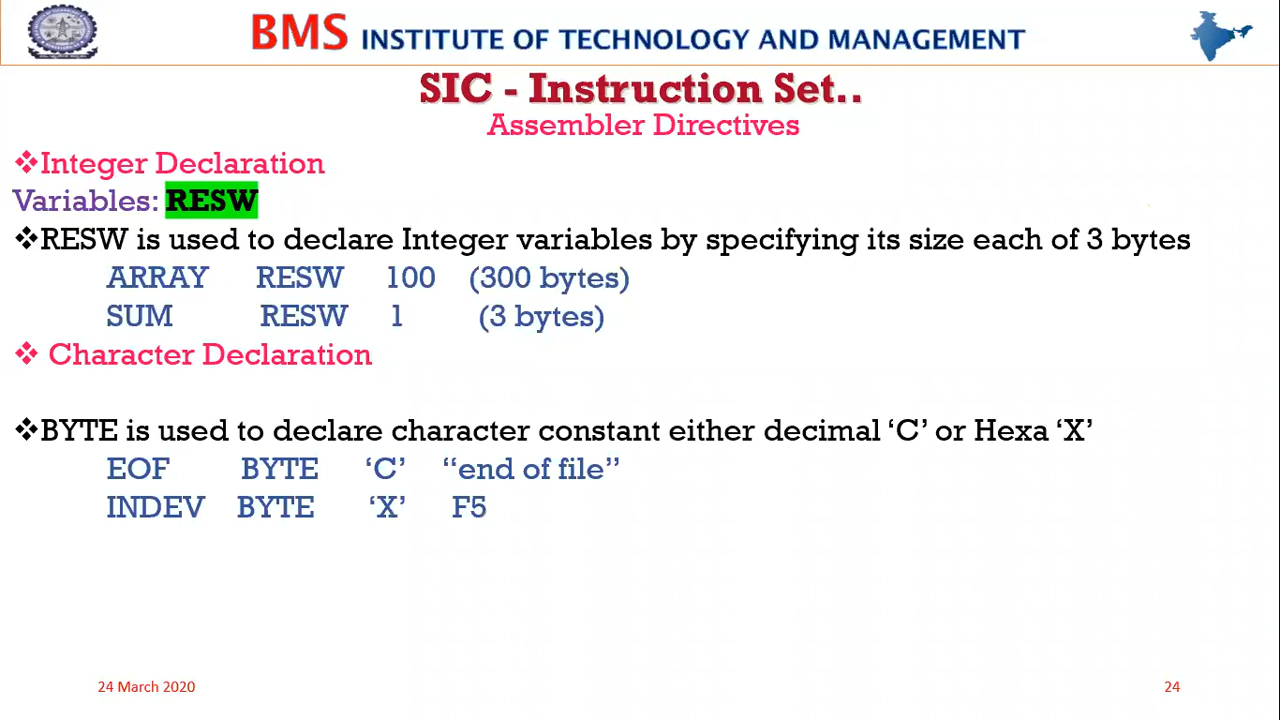 BMS INSTITUTE OF TECHNOLOGY AND MANAGEMENT
SIC - Instruction Set..
Assembler Directives
❖Integer Declaration
Variables: RESW
❖RESW is used to declare Integer variables by specifying its size each of 3 bytes
ARRAY RESW 100 (300 bytes)
SUM RESW 1 (3 bytes)
❖ Character Declaration
❖BYTE is used to declare character constant either decimal ‘C’ or Hexa ‘X’
EOF BYTE ‘C’ “end of file”
INDEV BYTE ‘X’ F5
24 March 2020
24